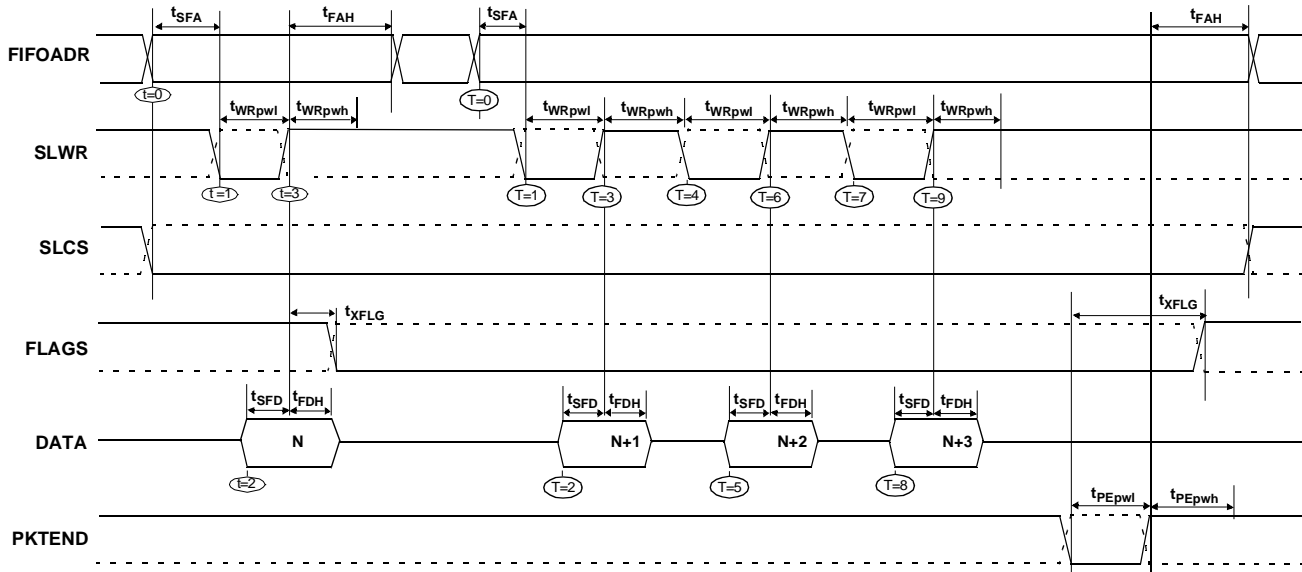 tSFA tFAH tSFA tFAH
FIFOADR
t=0 T=0
tWRpwl tWRpwh tWRpwl tWRpwh tWRpwl tWRpwh tWRpwl tWRpwh
SLWR
t=1 t=3 T=1 T=3 T=4 T=6 T=7 T=9
SLCS
tXFLG tXFLG
FLAGS
tSFD tFDH tSFD tFDH tSFD tFDH tSFD tFDH
DATA N N+1 N+2 N+3
t=2 T=2 T=5 T=8
tPEpwl tPEpwh
PKTEND